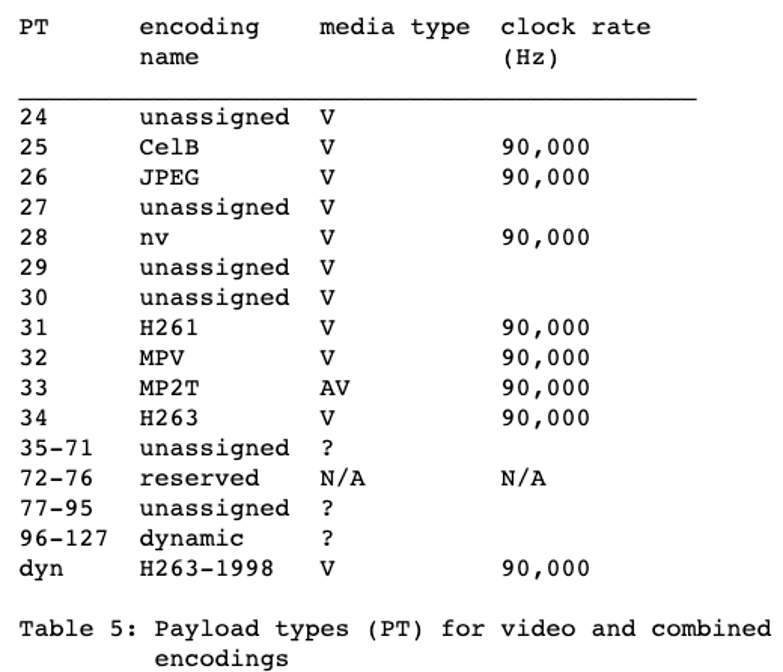 PT encoding media type clock rate
name (Hz)
24 unassigned V
25 CelB V 90,000
26 JPEG V 90,000
27 unassigned V
28 nv V 90,000
29 unassigned V
30 unassigned V
31 H261 V 90,000
32 MPV V 90,000
33 MP2T AV 90,000
34 H263 V 90,000
35-71 unassigned ?
72-76 reserved N/A N/A
77-95 unassigned ?
96-127 dynamic ?
dyn H263-1998 V 90,000
Table 5: Payload types (PT) for video and combined
encodings